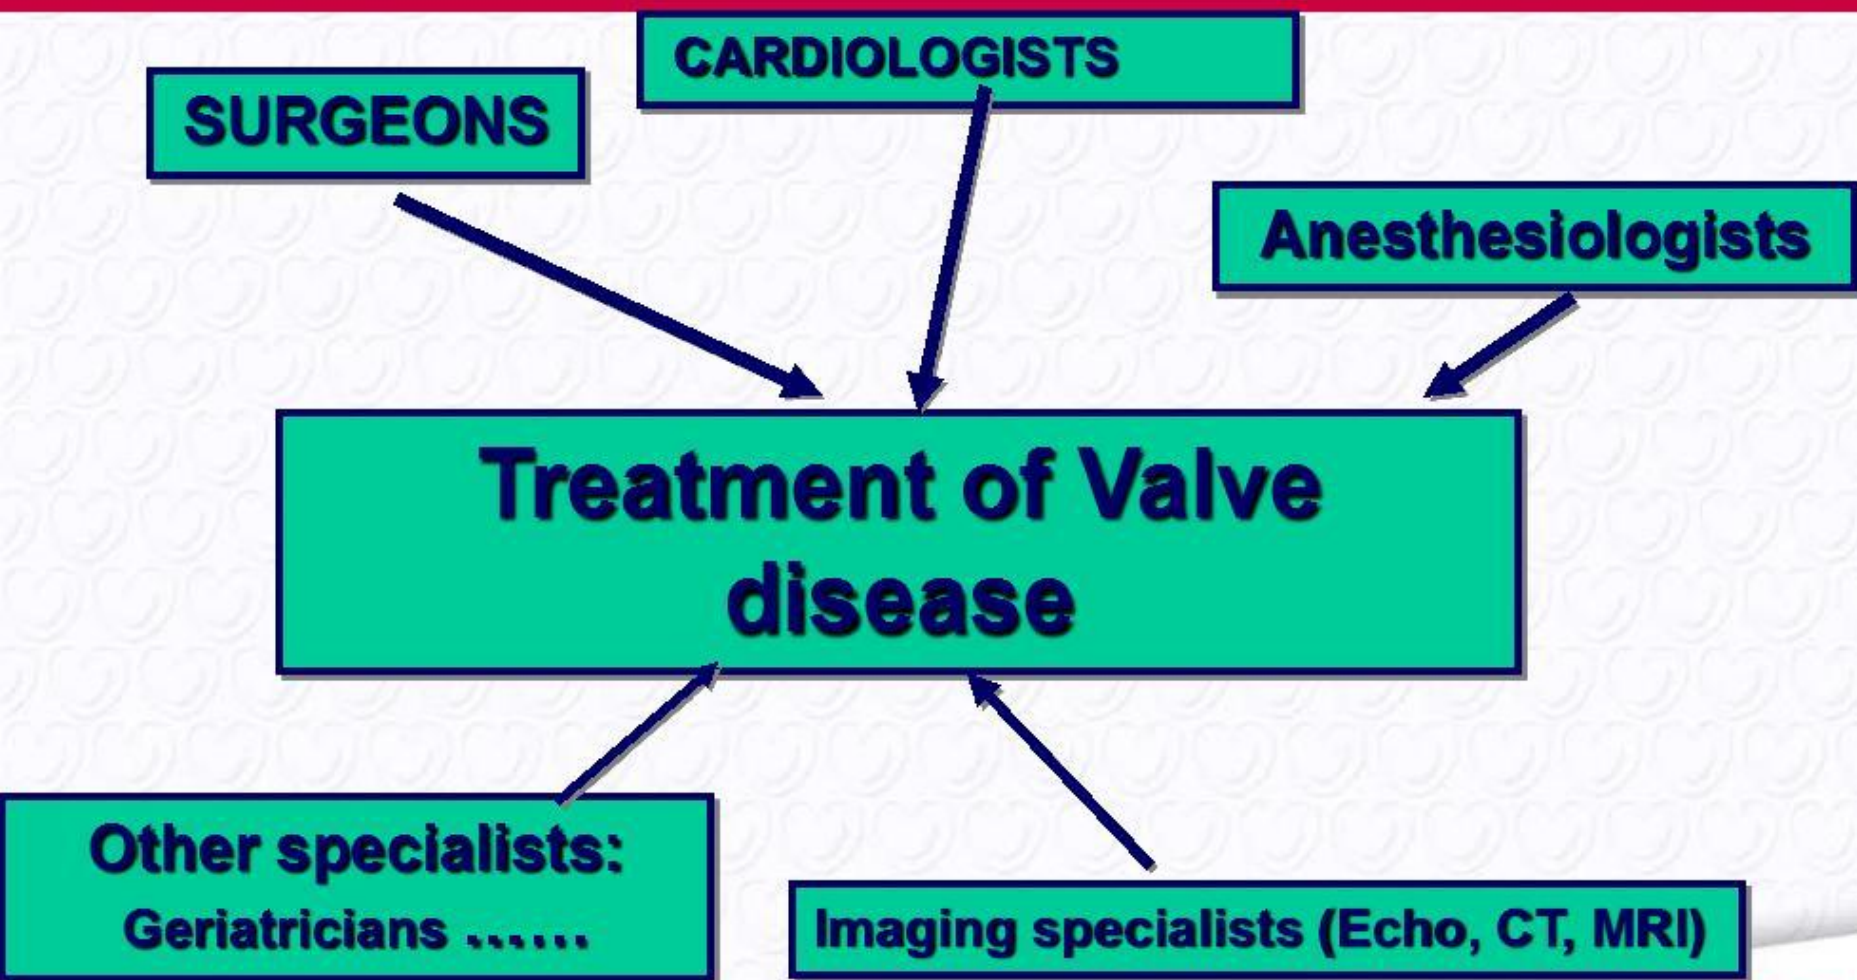 CARDIOLOGISTS
SURGEONS
Anesthesiologists
Treatment of Valve
disease
Other specialists:
Geriatricians ......
Imaging specialists (Echo, CT, MRI)